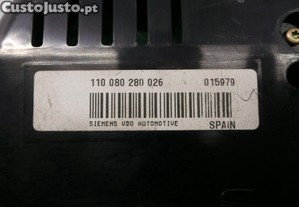 CustoJusto.pt
110 080 280 026 015979
SIEMENS VDO AUTOMOTIVE SPAIN